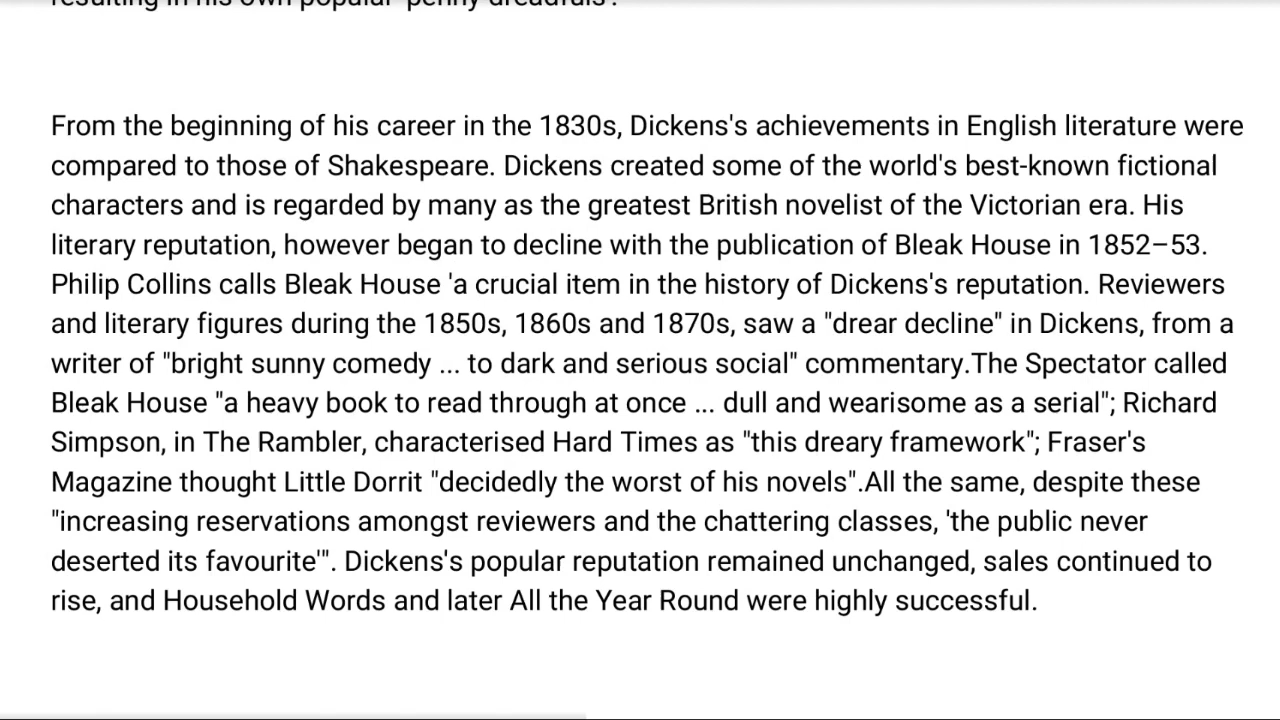 resulting in his own popular 'penny dreadfuls'.
From the beginning of his career in the 1830s, Dickens's achievements in English literature were
compared to those of Shakespeare. Dickens created some of the world's best-known fictional
characters and is regarded by many as the greatest British novelist of the Victorian era. His
literary reputation, however began to decline with the publication of Bleak House in 1852–53.
Philip Collins calls Bleak House 'a crucial item in the history of Dickens's reputation. Reviewers
and literary figures during the 1850s, 1860s and 1870s, saw a "drear decline" in Dickens, from a
writer of "bright sunny comedy ... to dark and serious social" commentary.The Spectator called
Bleak House "a heavy book to read through at once ... dull and wearisome as a serial"; Richard
Simpson, in The Rambler, characterised Hard Times as "this dreary framework"; Fraser's
Magazine thought Little Dorrit "decidedly the worst of his novels".All the same, despite these
"increasing reservations amongst reviewers and the chattering classes, 'the public never
deserted its favourite'". Dickens's popular reputation remained unchanged, sales continued to
rise, and Household Words and later All the Year Round were highly successful.